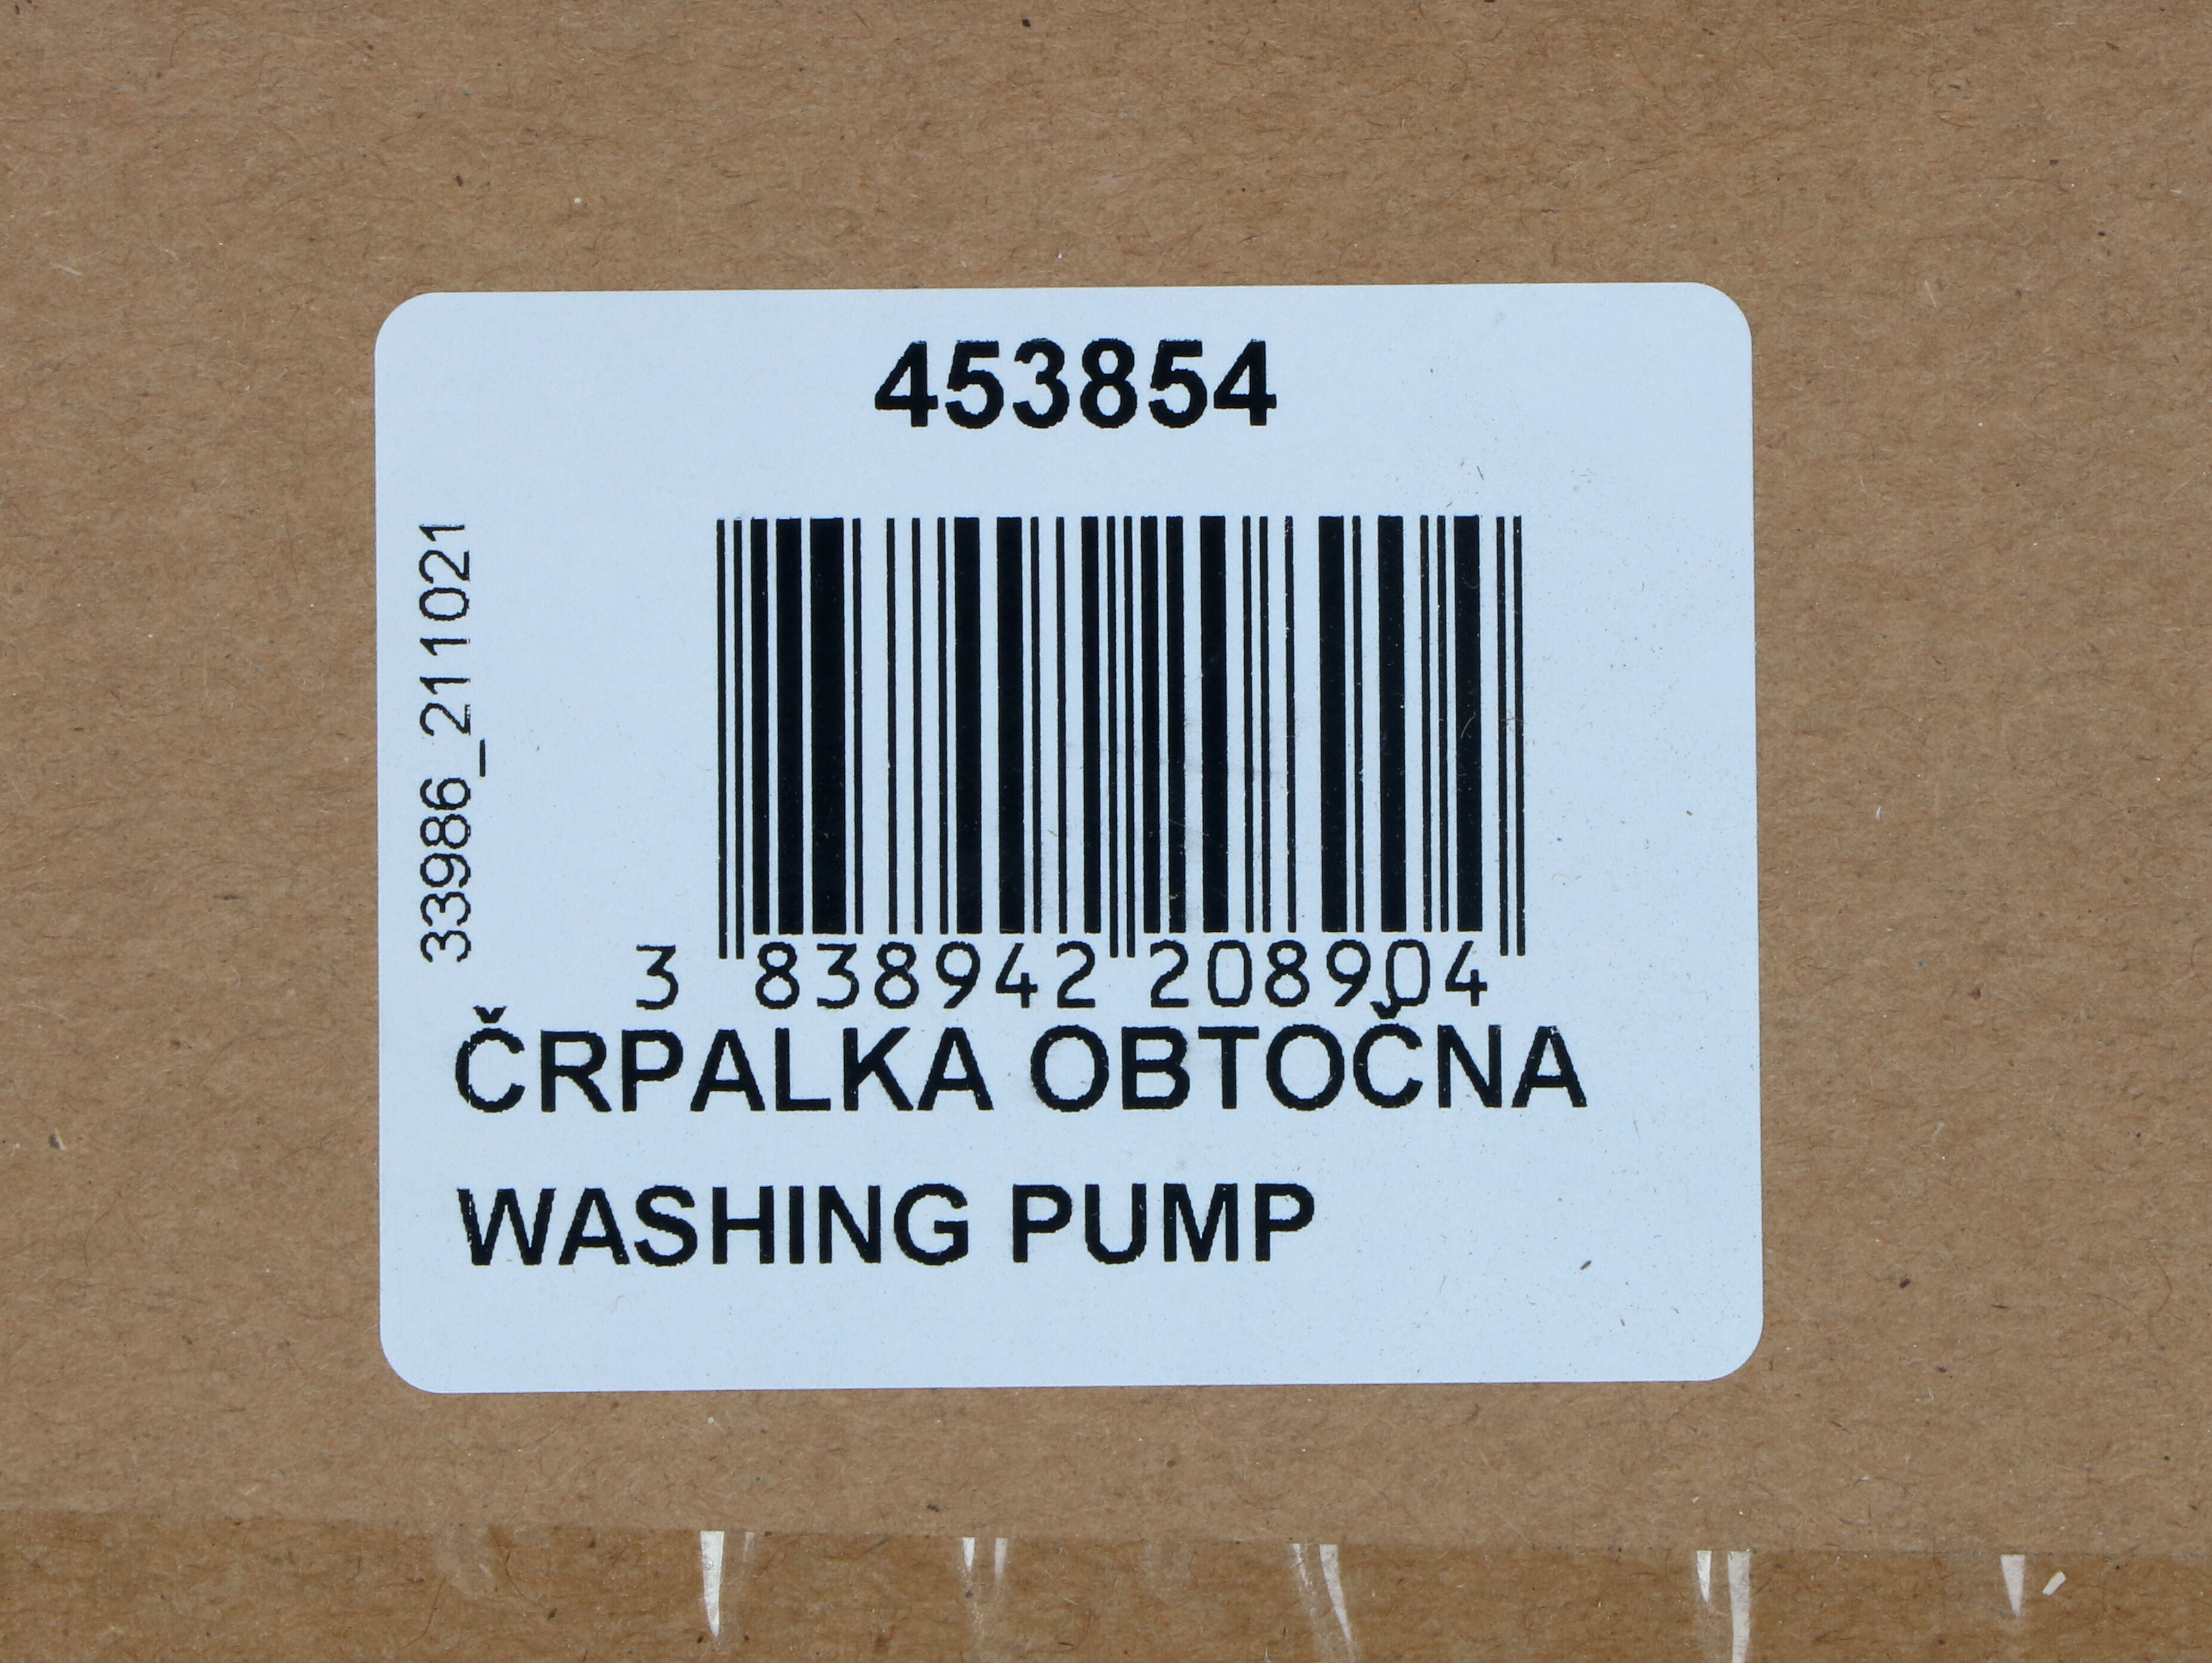 453854
33986_211021
3 838942 208904
ČRPALKA OBTOČNA
WASHING PUMP